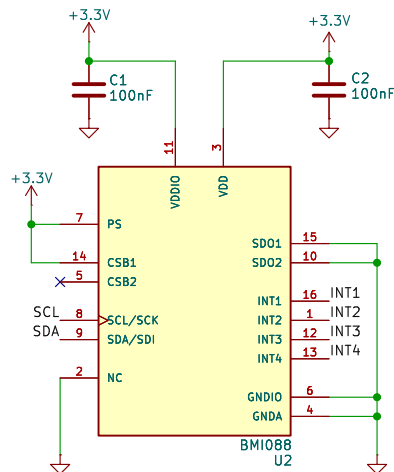 +3.3V
+3.3V
C1
100nF
C2
100nF
11
3
VDDIO
VDD
+3.3V
7
PS
SDO1
15
14
CSB1
SDO2
10
5
CSB2
INT1
16
INT1
SCL
8
SCL/SCK
INT2
1
INT2
SDA
9
SDA/SDI
INT3
12
INT3
INT4
13
INT4
2
NC
GNDIO
6
GNDA
4
BMI088
U2